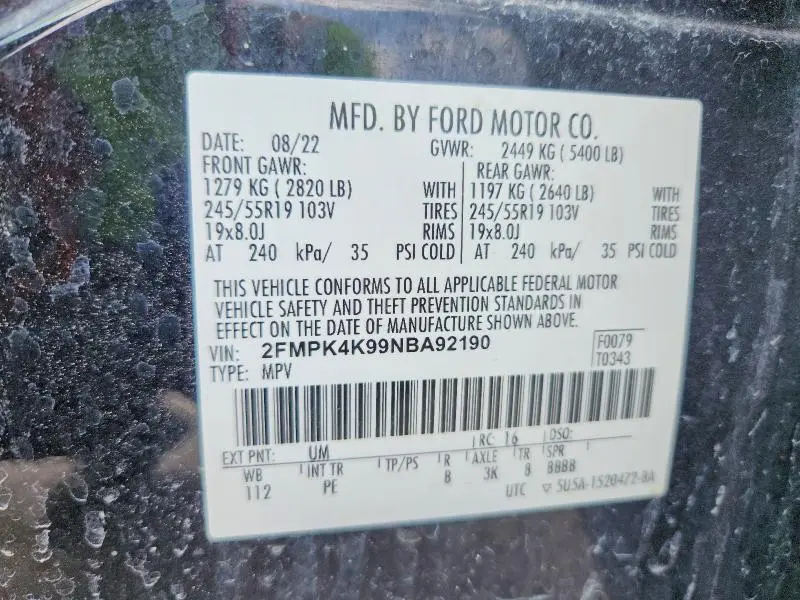 MFD. BY FORD MOTOR CO.
DATE: 08/22 GVWR: 2449 KG ( 5400 LB)
FRONT GAWR: REAR GAWR:
1279 KG ( 2820 LB) WITH 1197 KG ( 2640 LB) WITH
245/55R19 103V TIRES 245/55R19 103V TIRES
19x8.0J RIMS 19x8.0J RIMS
AT 240 kPa/ 35 PSI COLD AT 240 kPa/ 35 PSI COLD
THIS VEHICLE CONFORMS TO ALL APPLICABLE FEDERAL MOTOR
VEHICLE SAFETY AND THEFT PREVENTION STANDARDS IN
EFFECT ON THE DATE OF MANUFACTURE SHOWN ABOVE.
VIN: 2FMPK4K99NBA92190 F0079
TYPE: MPV T0343
EXT PNT: UM RC: 16 DSO:
WB INT TR TP/PS R AXLE TR SPR
112 PE B 3K 8 BBBB
UTC ▽ 5U5A-1520472-BA